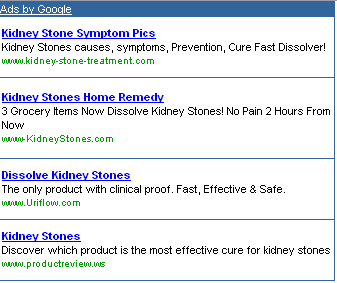 Ads by Google
Kidney Stone Symptom Pics
Kidney Stones causes, symptoms, Prevention, Cure Fast Dissolver!
www.kidney-stone-treatment.com
Kidney Stones Home Remedy
3 Grocery Items Now Dissolve Kidney Stones! No Pain 2 Hours From
Now
www-KidneyStones.com
Dissolve Kidney Stones
The only product with clinical proof. Fast, Effective & Safe.
www.Uriflow.com
Kidney Stones
Discover which product is the most effective cure for kidney stones
www.productreview.ws